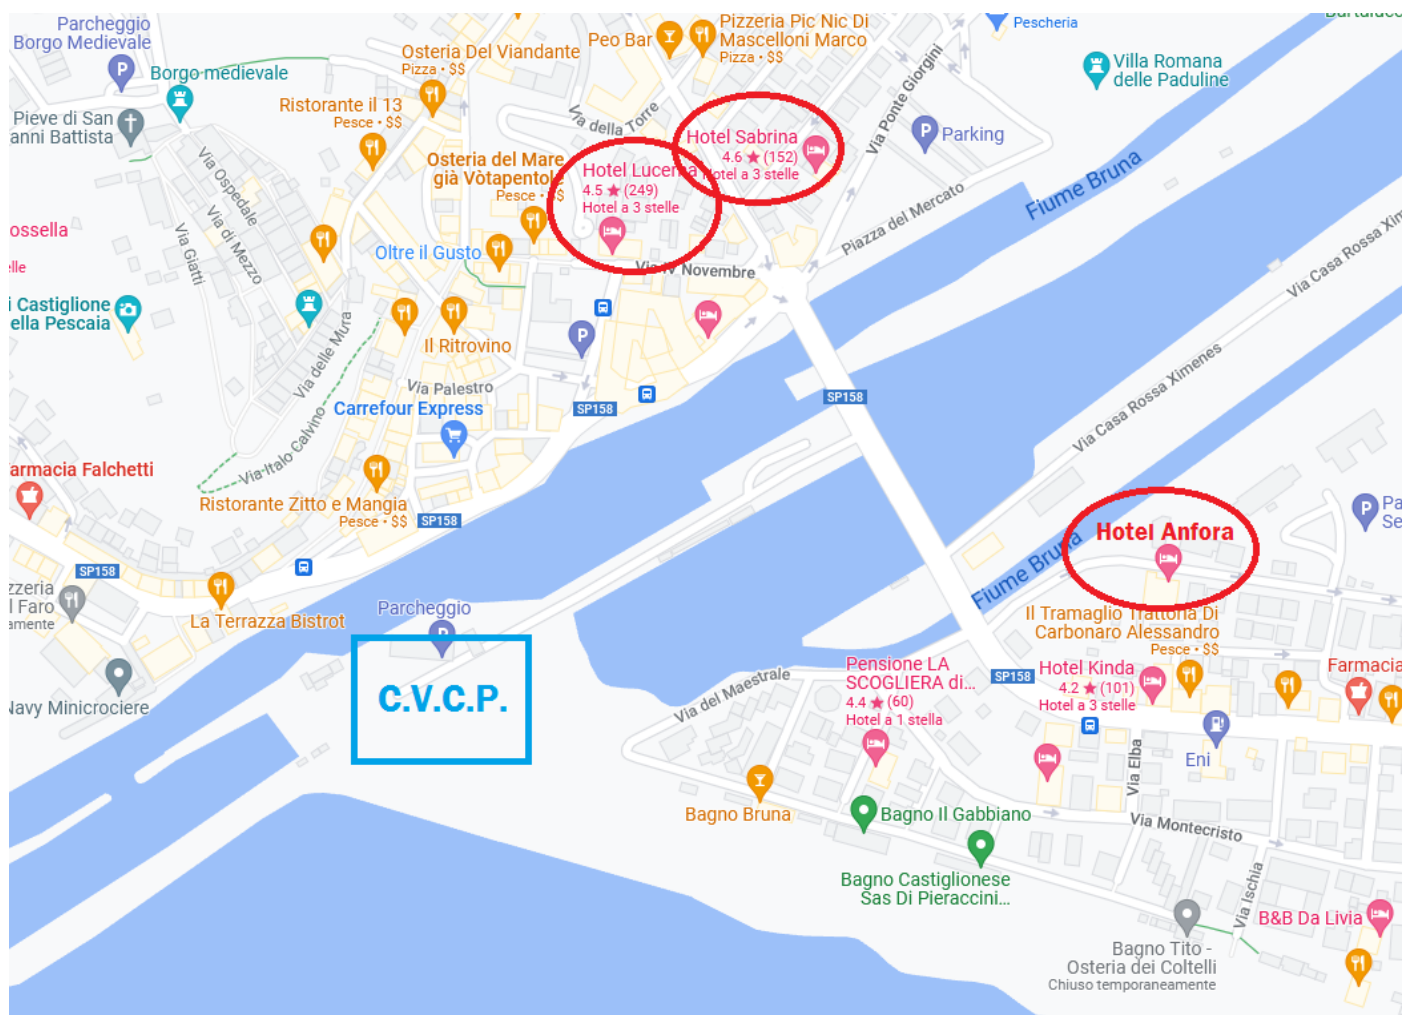 Parcheggio
Borgo Medievale
Borgo medievale
Pieve di San
anni Battista
Osteria Del Viandante
Pizza • $$
Ristorante il 13
Pesce • $$
Peo Bar
Pizzeria Pic Nic Di
Mascelloni Marco
Pizza • $$
Pescheria
Villa Romana
delle Paduline
Via Ponte Giorgini
Parking
Via della Torre
Hotel Sabrina
4.6 ★ (152)
Hotel a 3 stelle
Hotel Lucerna
4.5 ★ (249)
Hotel a 3 stelle
Osteria del Mare
già Vòtapentole
Pesce • $$
Oltre il Gusto
Via Ospedale
Via di Mezzo
Via Giatti
ossella
elle
i Castiglione
ella Pescaia
Via IV Novembre
Piazza del Mercato
Fiume Bruna
Via Casa Rossa Ximenes
Via Casa Rossa Xim
Via delle Mura
Il Ritrovino
Via Palestro
Carrefour Express
SP158
SP158
Via Italo Calvino
armacia Falchetti
Ristorante Zitto e Mangia
Pesce • $$
SP158
SP158
zzeria
l Faro
amente
La Terrazza Bistrot
Navy Minicrociere
Parcheggio
C.V.C.P.
Hotel Anfora
Pa
Se
Fiume Bruna
Il Tramaglio Trattoria Di
Carbonaro Alessandro
Pesce • $$
Pensione LA
SCOGLIERA di...
4.4 ★ (60)
Hotel a 1 stella
SP158
Hotel Kinda
4.2 ★ (101)
Hotel a 3 stelle
Farmacia
Via del Maestrale
Eni
Via Elba
Bagno Bruna
Bagno Il Gabbiano
Via Montecristo
Bagno Castiglionese
Sas Di Pieraccini...
Via Ischia
B&B Da Livia
Bagno Tito -
Osteria dei Coltelli
Chiuso temporaneamente